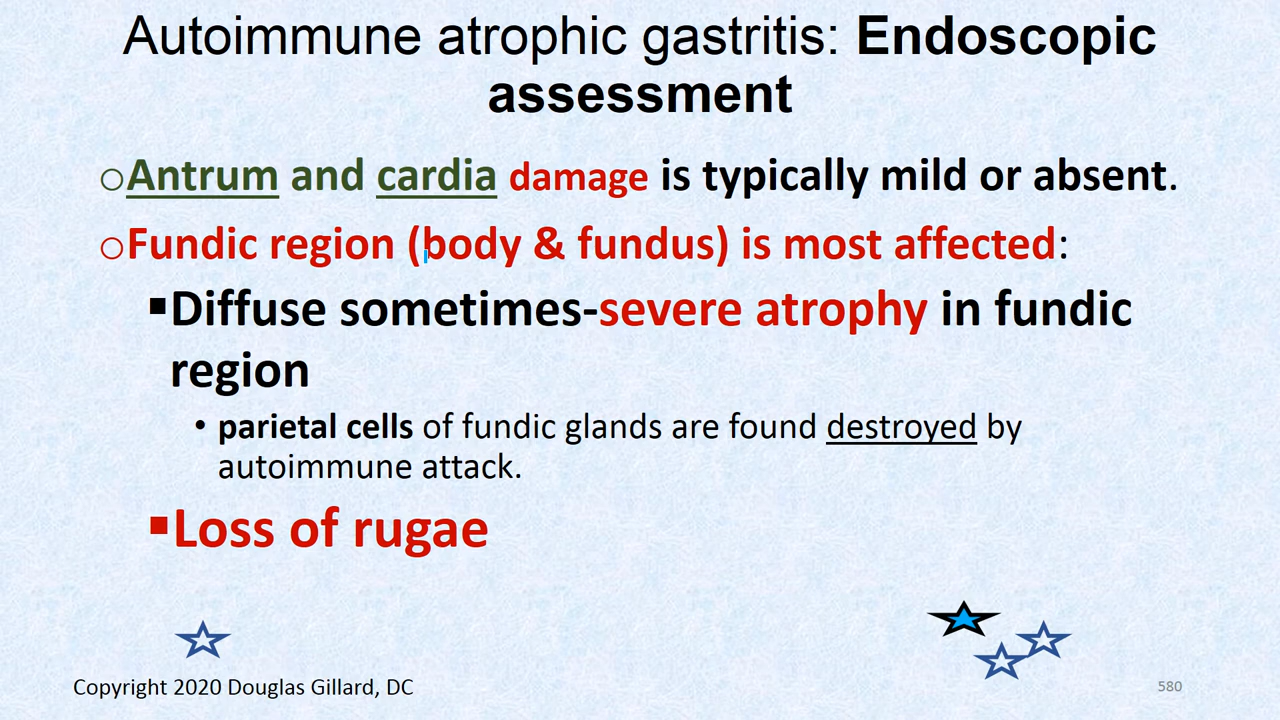 Autoimmune atrophic gastritis: Endoscopic
assessment
Antrum and cardia damage is typically mild or absent.
Fundic region (body & fundus) is most affected:
Diffuse sometimes-severe atrophy in fundic
region
parietal cells of fundic glands are found destroyed by
autoimmune attack.
Loss of rugae
Copyright 2020 Douglas Gillard, DC
580